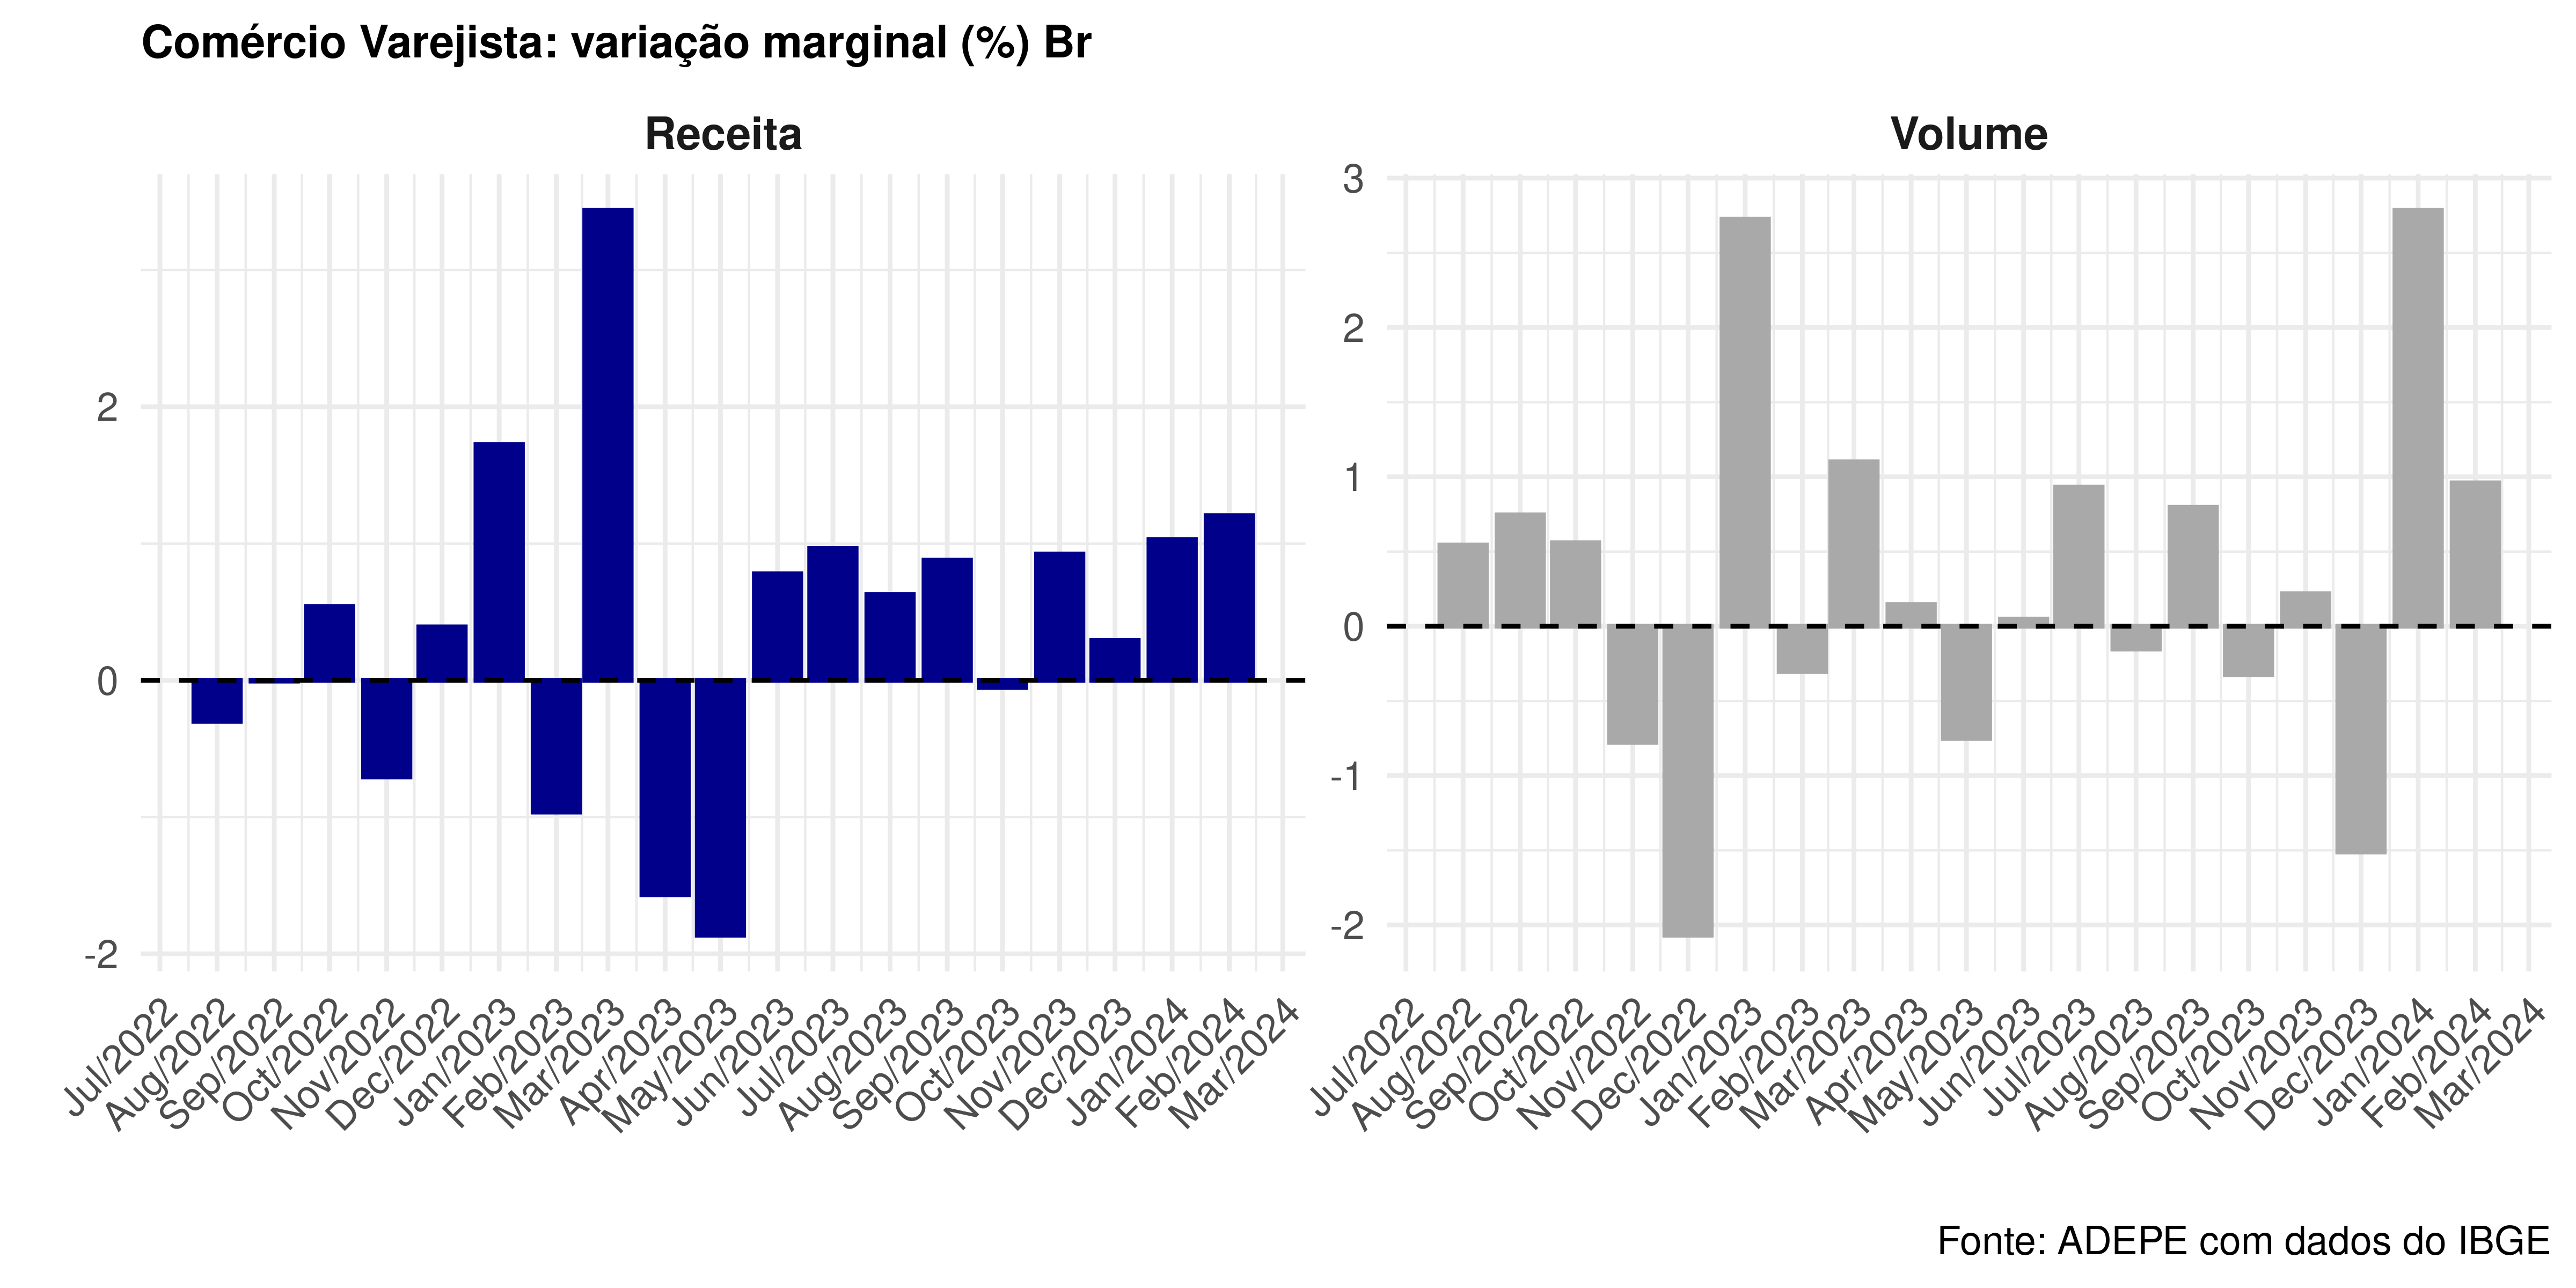 Comércio Varejista: variação marginal (%) Br
Receita
2
0
-2
Jul/2022
Aug/2022
Sep/2022
Oct/2022
Nov/2022
Dec/2022
Jan/2023
Feb/2023
Mar/2023
Apr/2023
May/2023
Jun/2023
Jul/2023
Aug/2023
Sep/2023
Oct/2023
Nov/2023
Dec/2023
Jan/2024
Feb/2024
Mar/2024
Volume
3
2
1
0
-1
-2
Jul/2022
Aug/2022
Sep/2022
Oct/2022
Nov/2022
Dec/2022
Jan/2023
Feb/2023
Mar/2023
Apr/2023
May/2023
Jun/2023
Jul/2023
Aug/2023
Sep/2023
Oct/2023
Nov/2023
Dec/2023
Jan/2024
Feb/2024
Mar/2024
Fonte: ADEPE com dados do IBGE